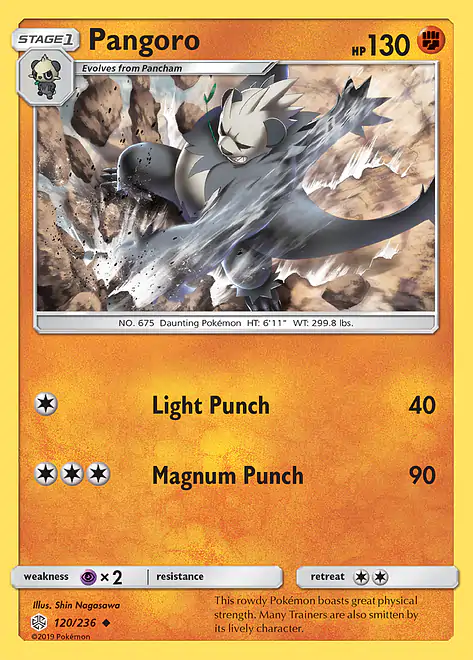 STAGE 1
Pangoro
HP 130
Evolves from Pancham
NO. 675 Daunting Pokémon HT: 6'11" WT: 299.8 lbs.
Light Punch 40
Magnum Punch 90
weakness × 2 resistance retreat
Illus. Shin Nagasawa
120/236
©2019 Pokémon
This rowdy Pokémon boasts great physical
strength. Many Trainers are also smitten by
its lively character.